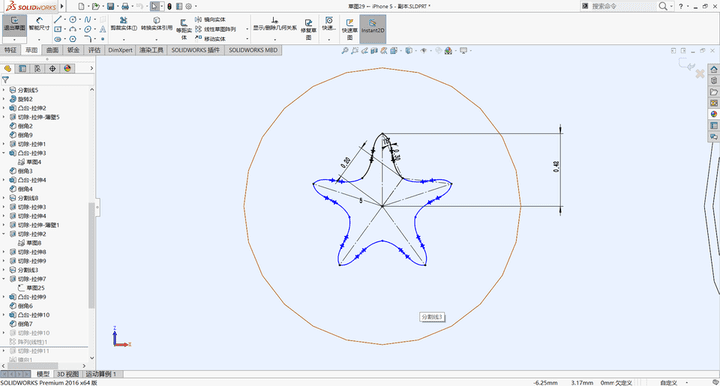 SOLIDWORKS
草图29 - iPhone 5 - 副本.SLDPRT *
搜索命令
退出草图
智能尺寸
剪裁实体(T)
转换实体引用
等距实体
镜向实体
线性草图阵列
移动实体
显示/删除几何关系
修复草图
快速...
快速草图
Instant2D
特征
草图
曲面
钣金
评估
DimXpert
渲染工具
SOLIDWORKS 插件
SOLIDWORKS MBD
分割线5
旋转2
凸台-拉伸2
切除-拉伸-薄壁5
倒角2
倒角9
切除-拉伸1
凸台-拉伸3
草图4
倒角3
凸台-拉伸4
倒角4
分割线8
切除-拉伸3
切除-拉伸4
切除-拉伸-薄壁1
切除-拉伸2
草图8
切除-拉伸8
切除-拉伸9
分割线3
切除-拉伸7
草图25
凸台-拉伸9
倒角6
凸台-拉伸10
倒角7
切除-拉伸10
阵列(线性)1
切除-拉伸11
镜向1
0.20
0.30
0.40
5
分割线3
模型
3D 视图
运动算例 1
SOLIDWORKS Premium 2016 x64 版
-6.25mm
3.17mm
0mm
欠定义
自定义